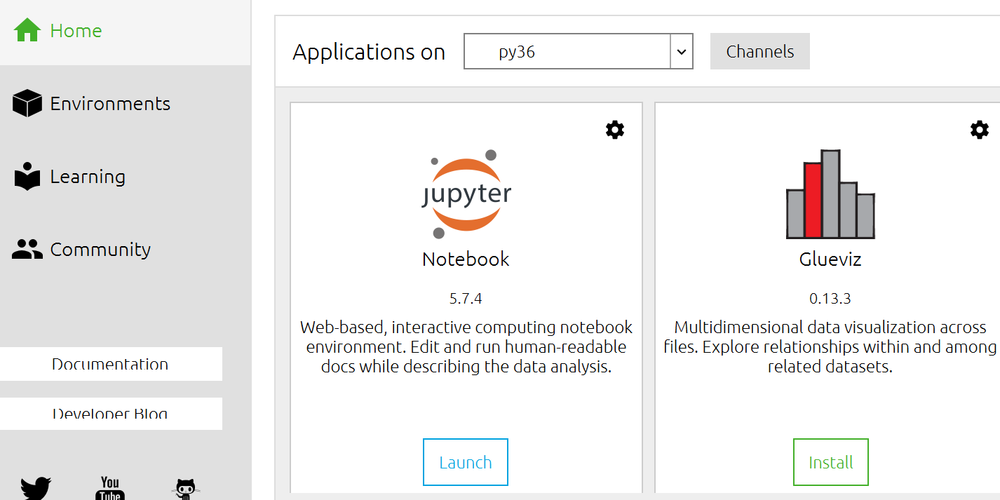 Home
Environments
Learning
Community
Documentation
Developer Blog
You
Tube
Applications on
py36
Channels
jupyter
Notebook
5.7.4
Web-based, interactive computing notebook
environment. Edit and run human-readable
docs while describing the data analysis.
Launch
Glueviz
0.13.3
Multidimensional data visualization across
files. Explore relationships within and among
related datasets.
Install